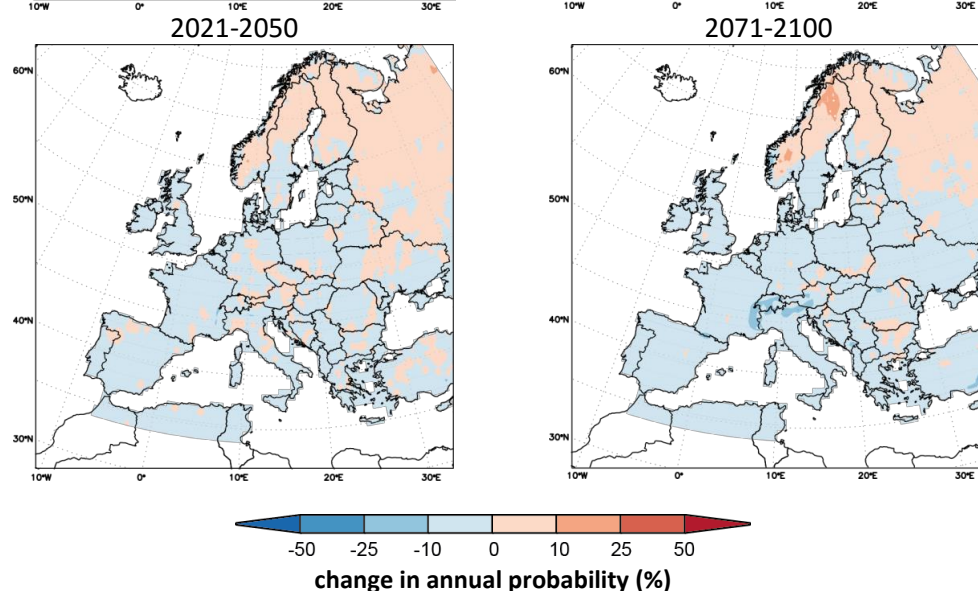 10°W 0° 10°E 20°E 30°E 10°W 0° 10°E 20°E 30°E
2021-2050 2071-2100
60°N 60°N
50°N 50°N
40°N 40°N
30°N 30°N
10°W 0° 10°E 20°E 30°E 10°W 0° 10°E 20°E 30°E
-50 -25 -10 0 10 25 50
change in annual probability (%)